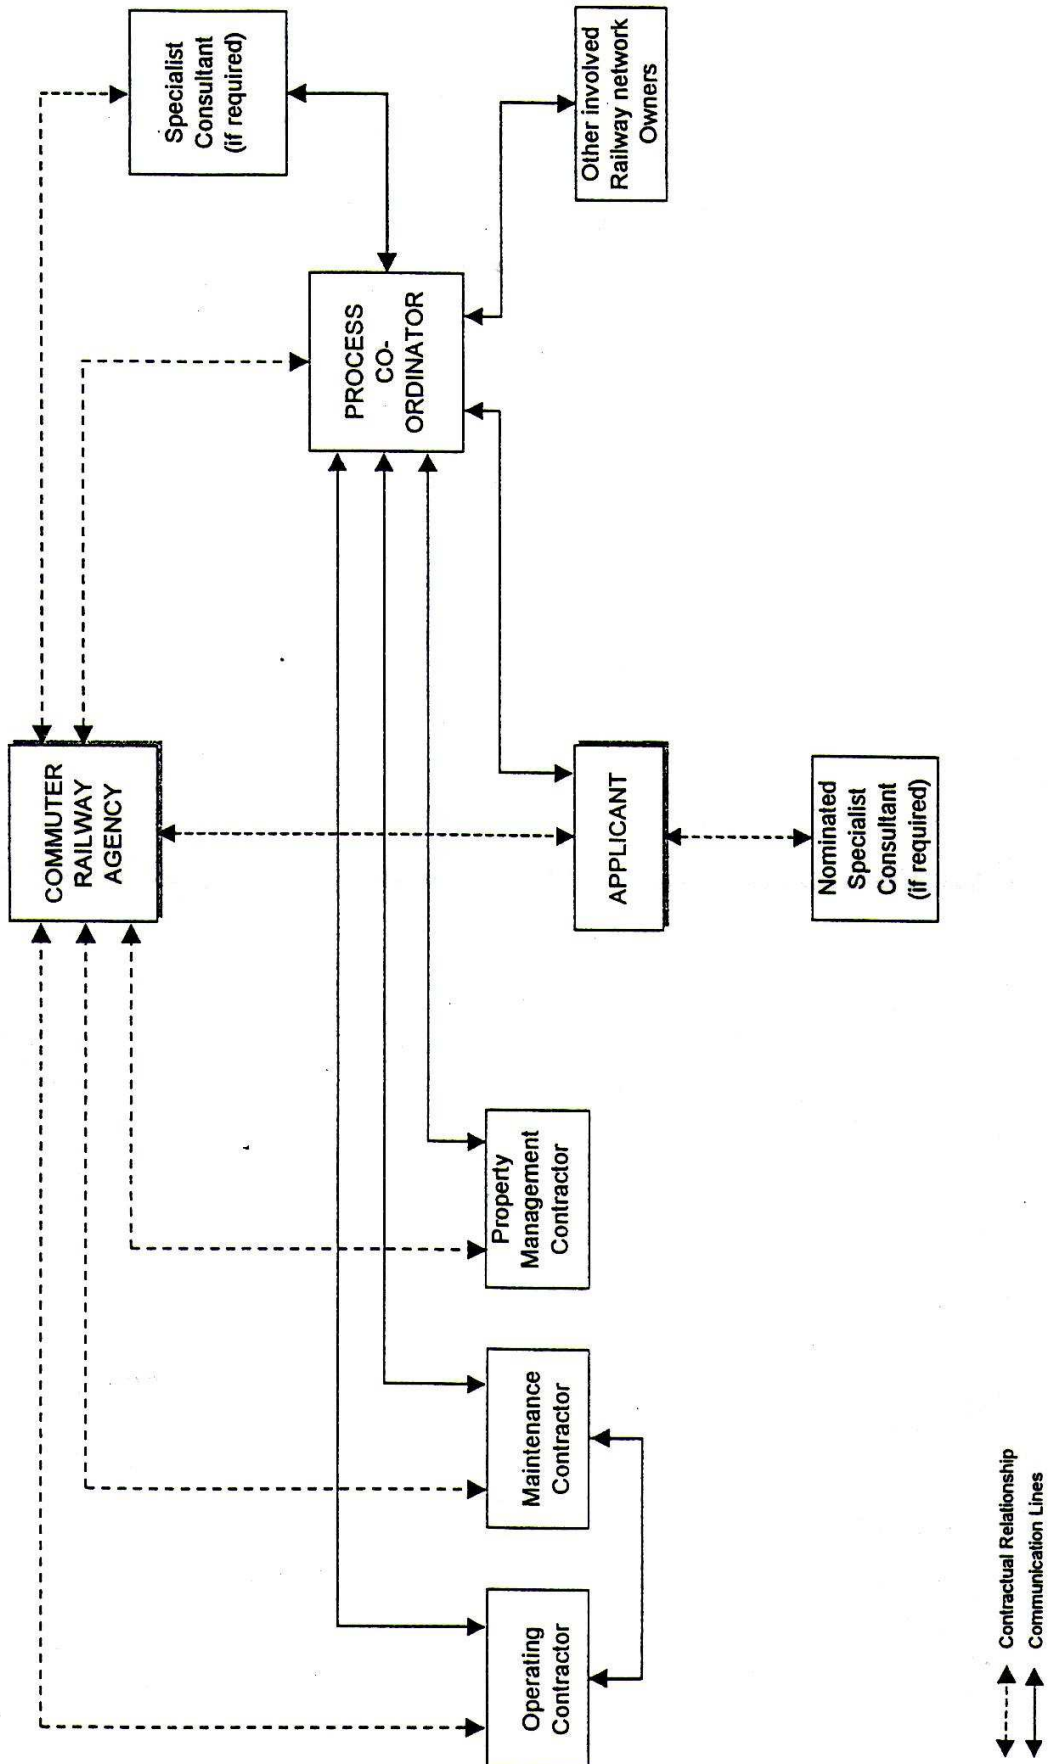 COMMUTER
RAILWAY
AGENCY
Specialist
Consultant
(if required)
PROCESS
CO-
ORDINATOR
Operating
Contractor
Maintenance
Contractor
Property
Management
Contractor
APPLICANT
Other involved
Railway network
Owners
Nominated
Specialist
Consultant
(if required)
Contractual Relationship
Communication Lines